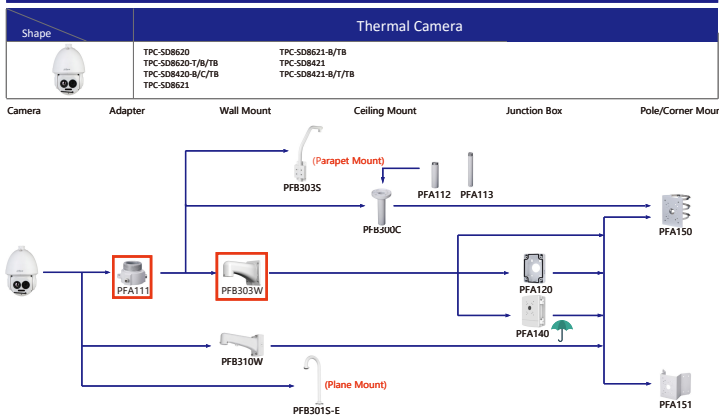 Shape
Thermal Camera
TPC-SD8620
TPC-SD8620-T/B/TB
TPC-SD8420-B/C/TB
TPC-SD8621
TPC-SD8621-B/TB
TPC-SD8421
TPC-SD8421-B/T/TB
Camera Adapter Wall Mount Ceiling Mount Junction Box Pole/Corner Moun
(Parapet Mount)
PFB303S
PFA112 PFA113
PFB300C
PFA150
PFA111
PFB303W
PFA120
PFA140
PFB310W
(Plane Mount)
PFB301S-E
PFA151